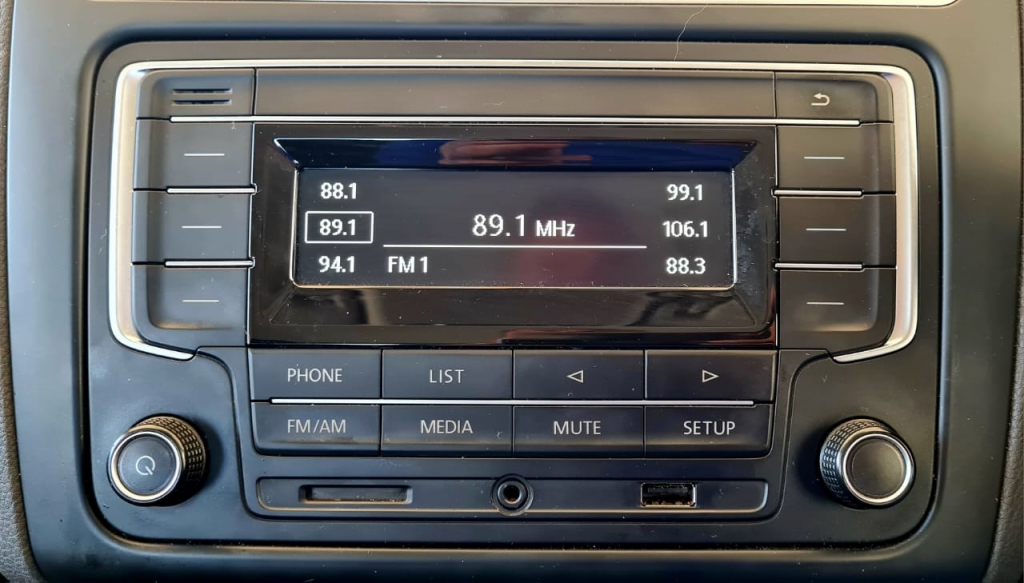 88.1 99.1
89.1 89.1 MHz 106.1
94.1 FM 1 88.3
PHONE LIST
FM/AM MEDIA MUTE SETUP